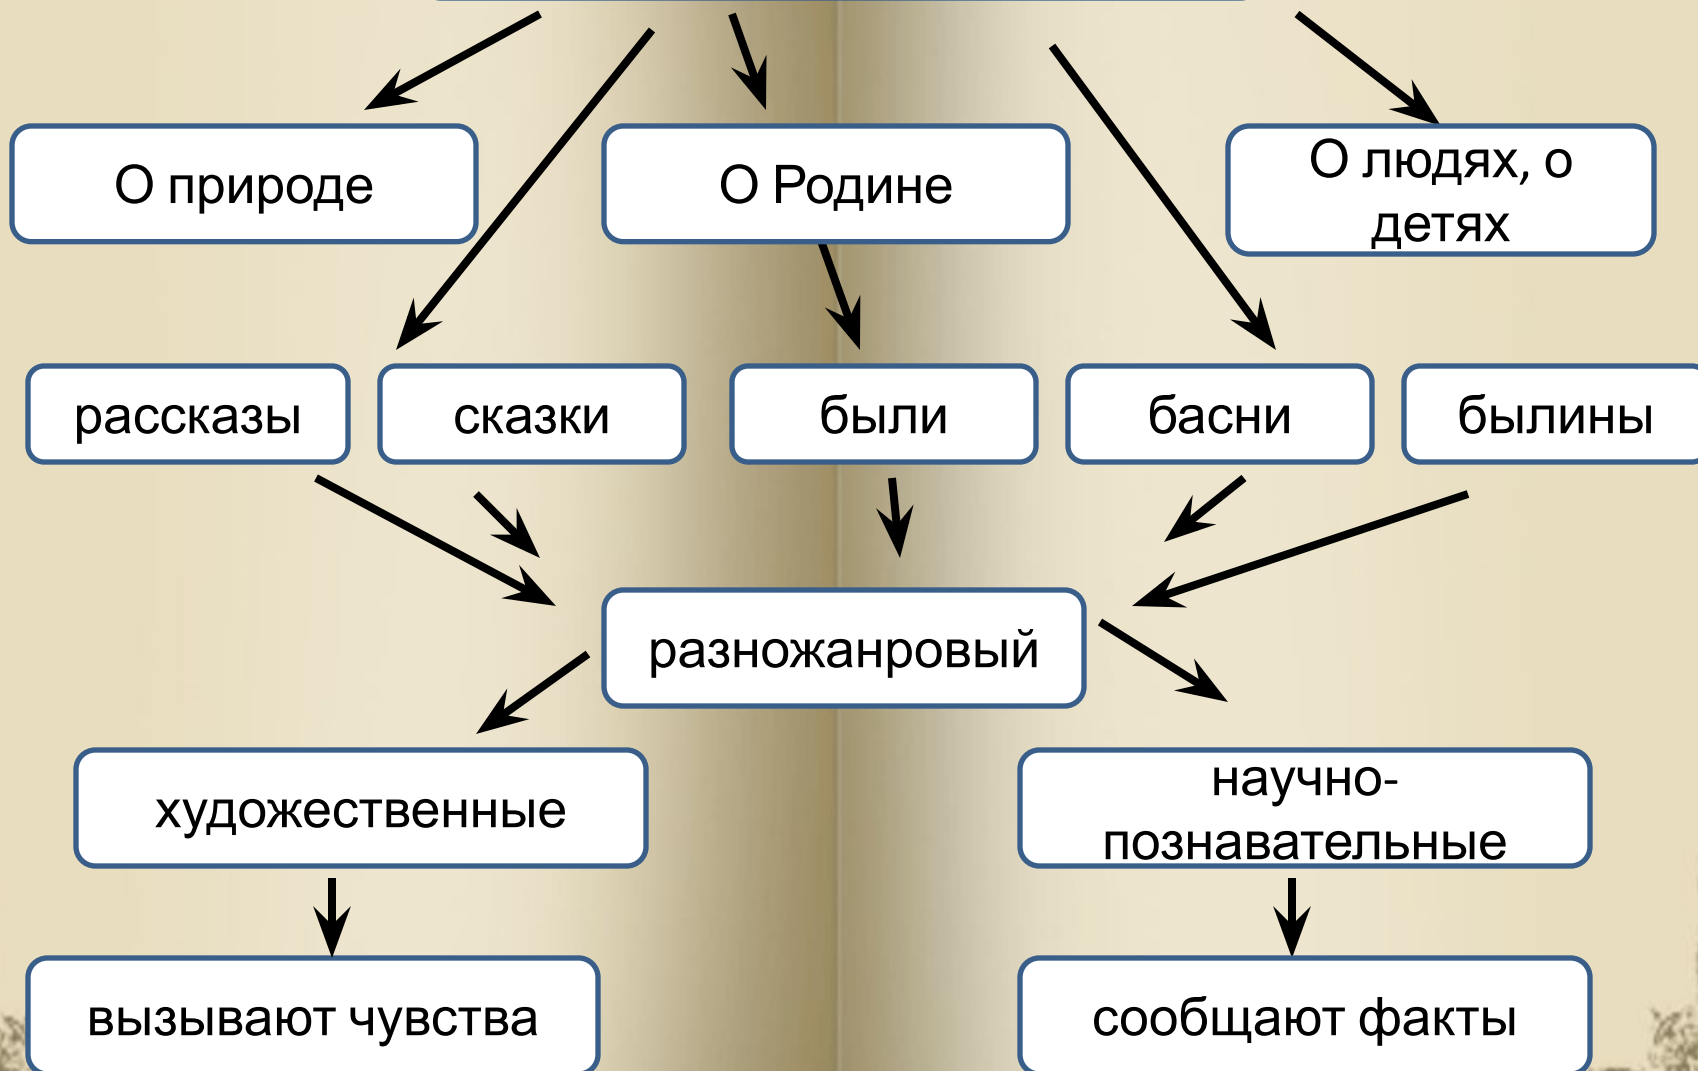 О природе
О Родине
О людях, о
детях
рассказы
сказки
были
басни
былины
разножанровый
художественные
научно-
познавательные
вызывают чувства
сообщают факты